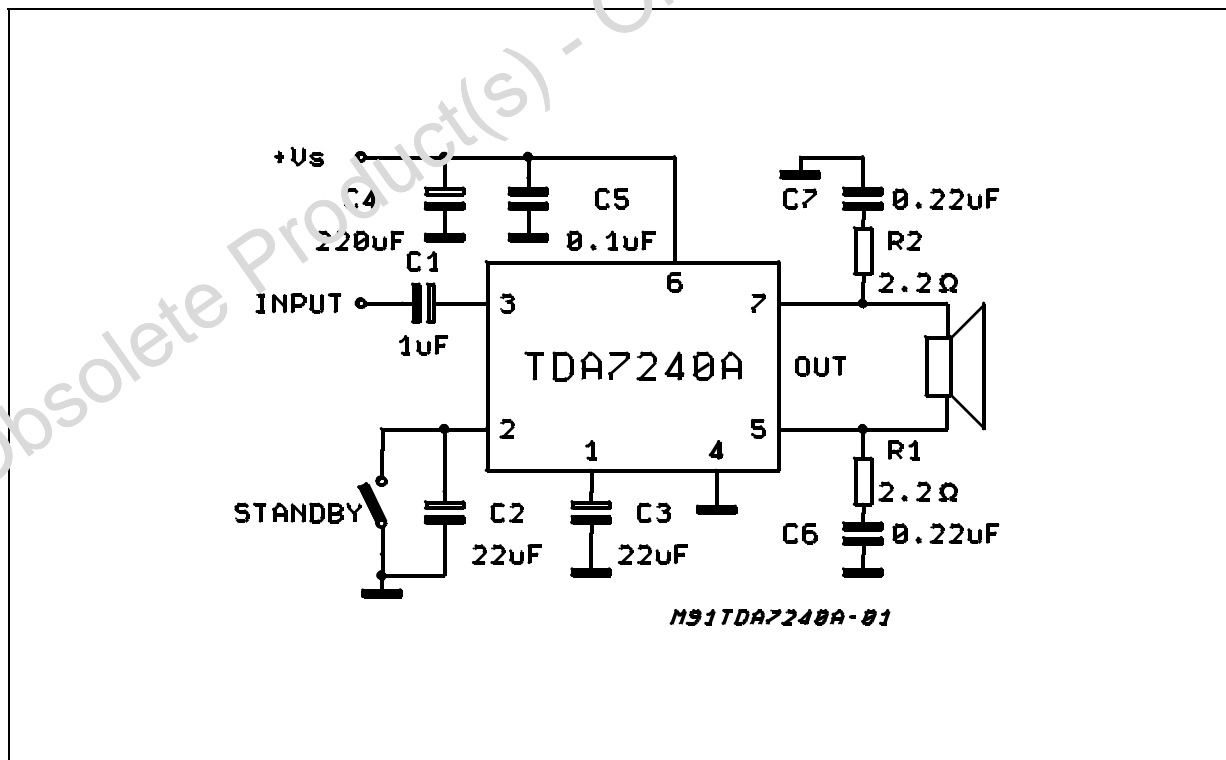 Obsolete Product(s) - O
+Vs
C4
220uF
C5
0.1uF
C7
0.22uF
R2
2.2Ω
C1
INPUT
1uF
3
6
7
TDA7240A
OUT
2
1
4
5
R1
2.2Ω
STANDBY
C2
22uF
C3
22uF
C6
0.22uF
M91TDA7240A-01